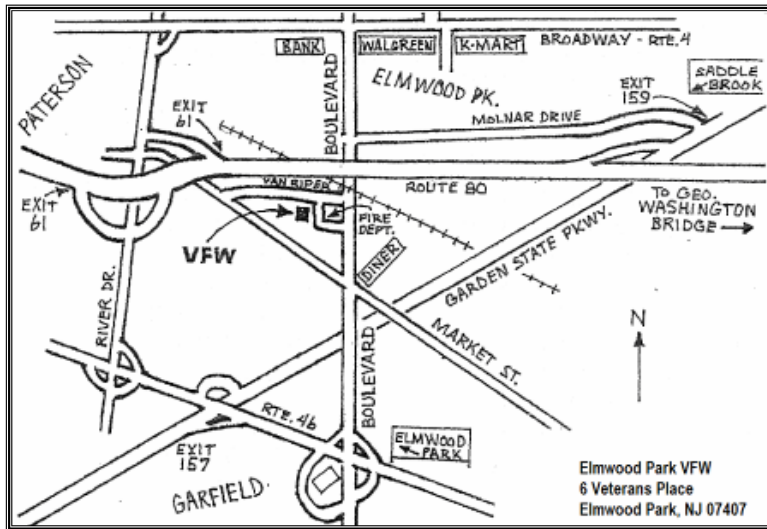 BANK
WALGREEN
K-MART
BROADWAY - RTE. 4
PATERSON
ELMWOOD PK.
SADDLE
BROOK
EXIT
61
EXIT
159
BOULEVARD
MOLNAR DRIVE
EXIT
61
VAN RIPER
ROUTE 80
TO GEO.
WASHINGTON
BRIDGE
FIRE
DEPT.
VFW
DINER
GARDEN STATE PKWY.
RIVER DR.
MARKET ST.
N
BOULEVARD
RTE. 46
EXIT
157
ELMWOOD
PARK
GARFIELD
Elmwood Park VFW
6 Veterans Place
Elmwood Park, NJ 07407